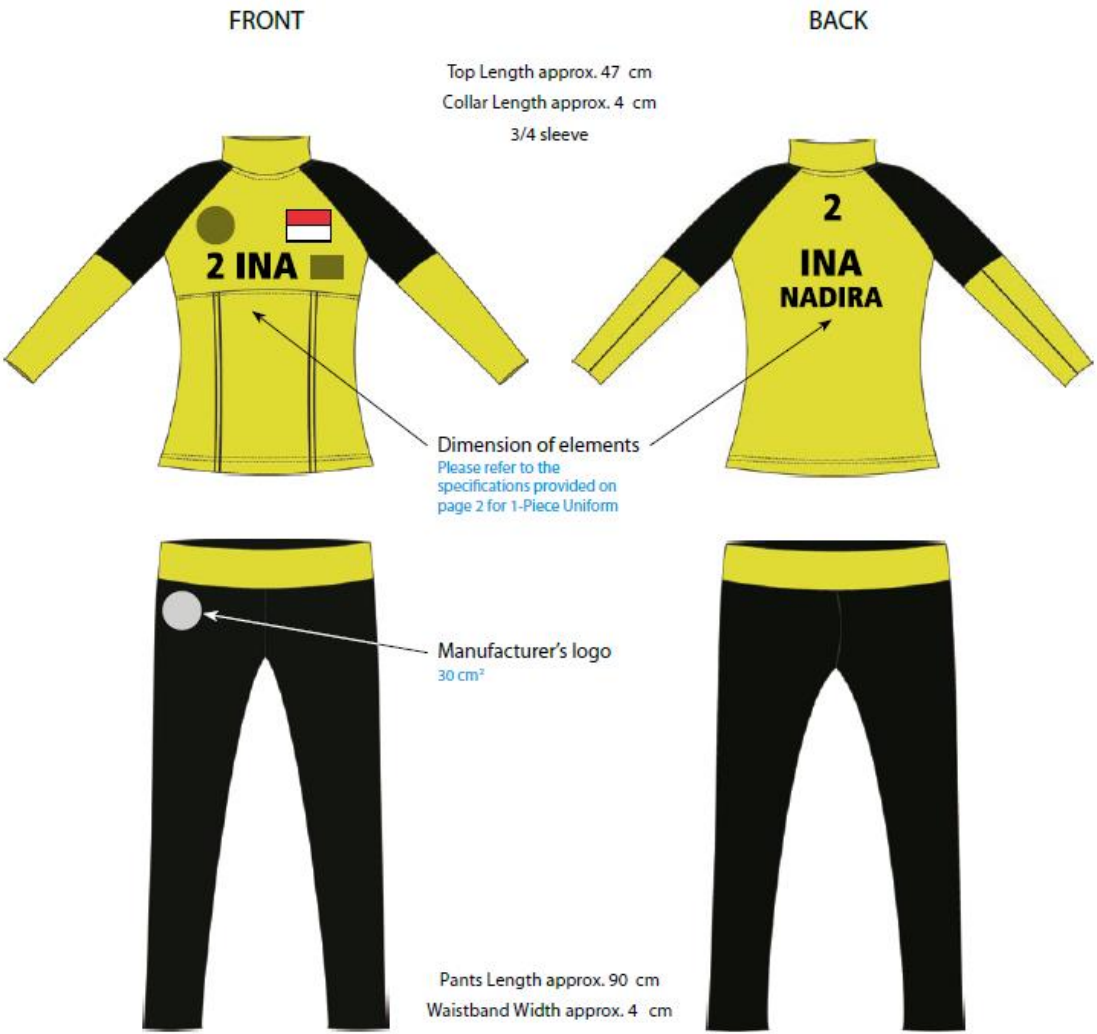 FRONT
BACK
Top Length approx. 47 cm
Collar Length approx. 4 cm
3/4 sleeve
2 INA
2
INA
NADIRA
Dimension of elements
Please refer to the
specifications provided on
page 2 for 1-Piece Uniform
Manufacturer's logo
30 cm²
Pants Length approx. 90 cm
Waistband Width approx. 4 cm